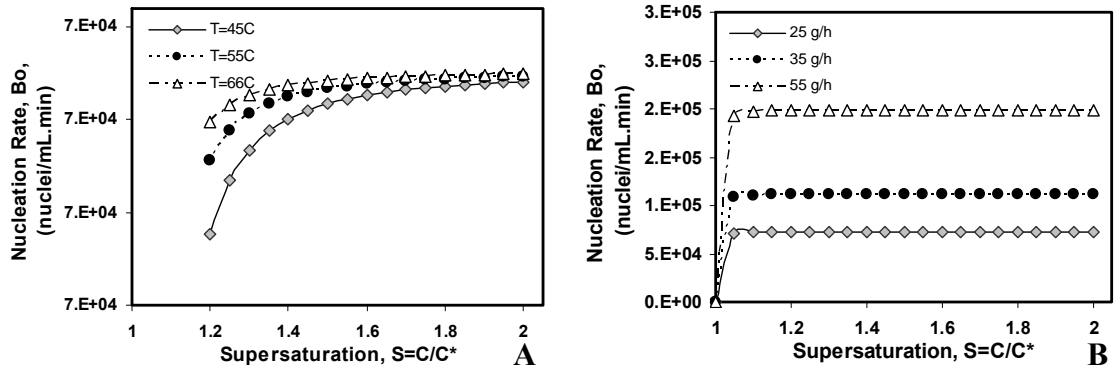 Nucleation Rate, Bo,
(nuclei/mL.min)
7.E+04
7.E+04
7.E+04
7.E+04
T=45C
T=55C
T=66C
1
1.2
1.4
1.6
1.8
2
Supersaturation, S=C/C*
A
Nucleation Rate, Bo,
(nuclei/mL.min)
3.E+05
3.E+05
2.E+05
2.E+05
1.E+05
5.E+04
0.E+00
25 g/h
35 g/h
55 g/h
1
1.2
1.4
1.6
1.8
2
Supersaturation, S=C/C*
B